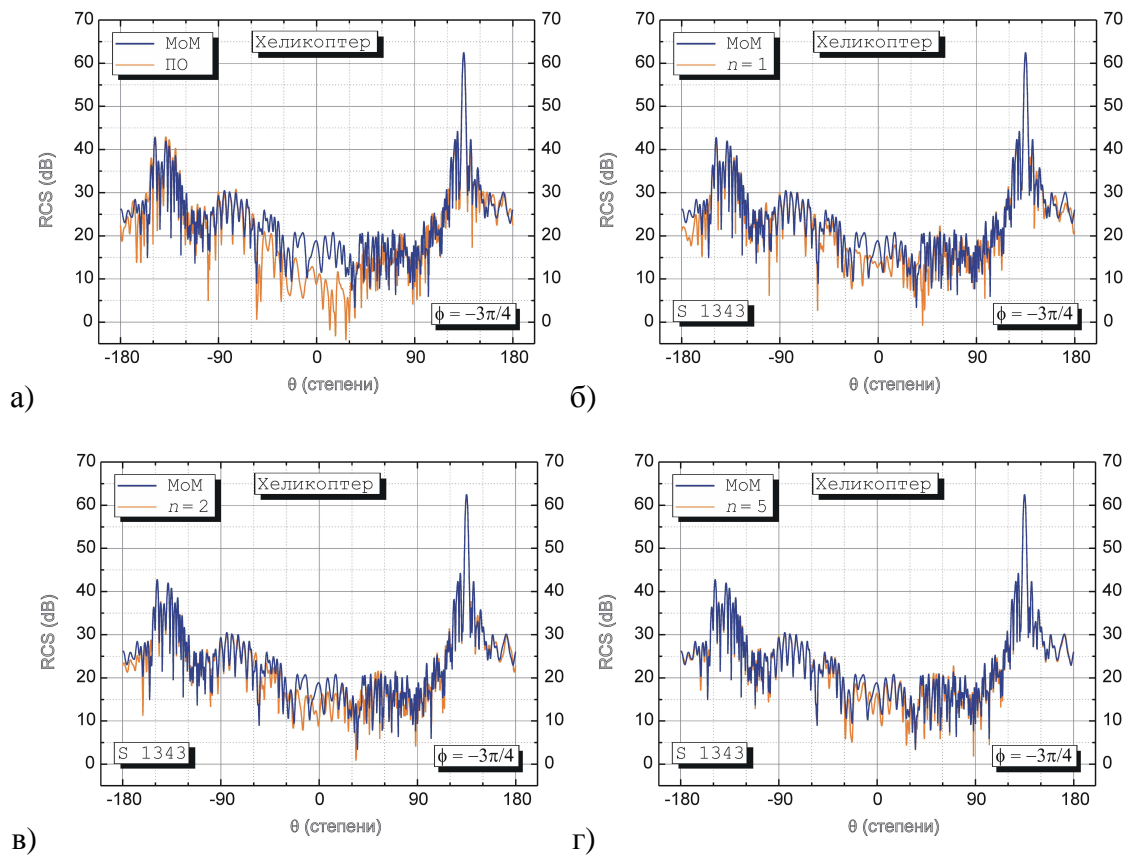 70 70
МоМ Хеликоптер
ПО
60 60
50 50
40 40
30 30
20 20
10 10
0 0
ϕ = −3π/4
-180 -90 0 90 180
RCS (dB)
θ (степени)
а)
70 70
МоМ Хеликоптер
n = 1
60 60
50 50
40 40
30 30
20 20
10 10
S 1343
0 0
ϕ = −3π/4
-180 -90 0 90 180
RCS (dB)
θ (степени)
б)
70 70
МоМ Хеликоптер
n = 2
60 60
50 50
40 40
30 30
20 20
10 10
S 1343
0 0
ϕ = −3π/4
-180 -90 0 90 180
RCS (dB)
θ (степени)
в)
70 70
МоМ Хеликоптер
n = 5
60 60
50 50
40 40
30 30
20 20
10 10
S 1343
0 0
ϕ = −3π/4
-180 -90 0 90 180
RCS (dB)
θ (степени)
г)